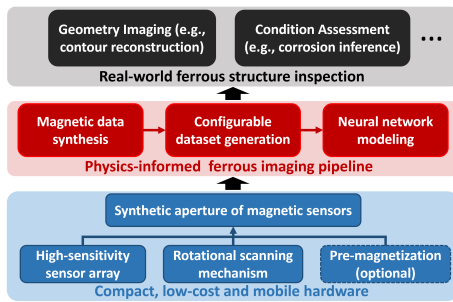 Geometry Imaging (e.g.,
contour reconstruction)
Condition Assessment
(e.g., corrosion inference)
...
Real-world ferrous structure inspection
Magnetic data
synthesis
Configurable
dataset generation
Neural network
modeling
Physics-informed ferrous imaging pipeline
Synthetic aperture of magnetic sensors
High-sensitivity
sensor array
Rotational scanning
mechanism
Pre-magnetization
(optional)
Compact, low-cost and mobile hardware